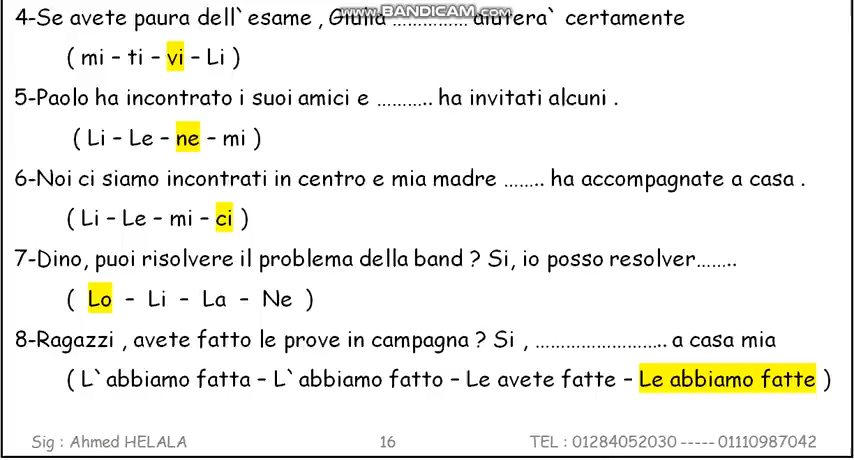 www.BANDICAM.com
4-Se avete paura dell`esame , Giulia …………… aiutera` certamente
( mi – ti – vi – Li )
5-Paolo ha incontrato i suoi amici e ……….. ha invitati alcuni .
( Li – Le – ne – mi )
6-Noi ci siamo incontrati in centro e mia madre …….. ha accompagnate a casa .
( Li – Le – mi – ci )
7-Dino, puoi risolvere il problema della band ? Si, io posso resolver……..
( Lo – Li – La – Ne )
8-Ragazzi , avete fatto le prove in campagna ? Si , …………………….. a casa mia
( L`abbiamo fatta – L`abbiamo fatto – Le avete fatte – Le abbiamo fatte )
Sig : Ahmed HELALA 16 TEL : 01284052030 ----- 01110987042